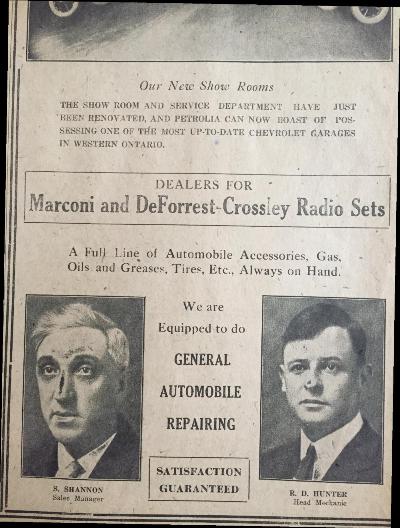 Our New Show Rooms
THE SHOW ROOM AND SERVICE DEPARTMENT HAVE JUST
BEEN RENOVATED, AND PETROLIA CAN NOW BOAST OF POS-
SESSING ONE OF THE MOST UP-TO-DATE CHEVROLET GARAGES
IN WESTERN ONTARIO.
DEALERS FOR
Marconi and DeForrest-Crossley Radio Sets
A Full Line of Automobile Accessories, Gas,
Oils and Greases, Tires, Etc., Always on Hand.
We are
Equipped to do
GENERAL
AUTOMOBILE
REPAIRING
SATISFACTION
GUARANTEED
S. SHANNON
Sales Manager
R. D. HUNTER
Head Mechanic